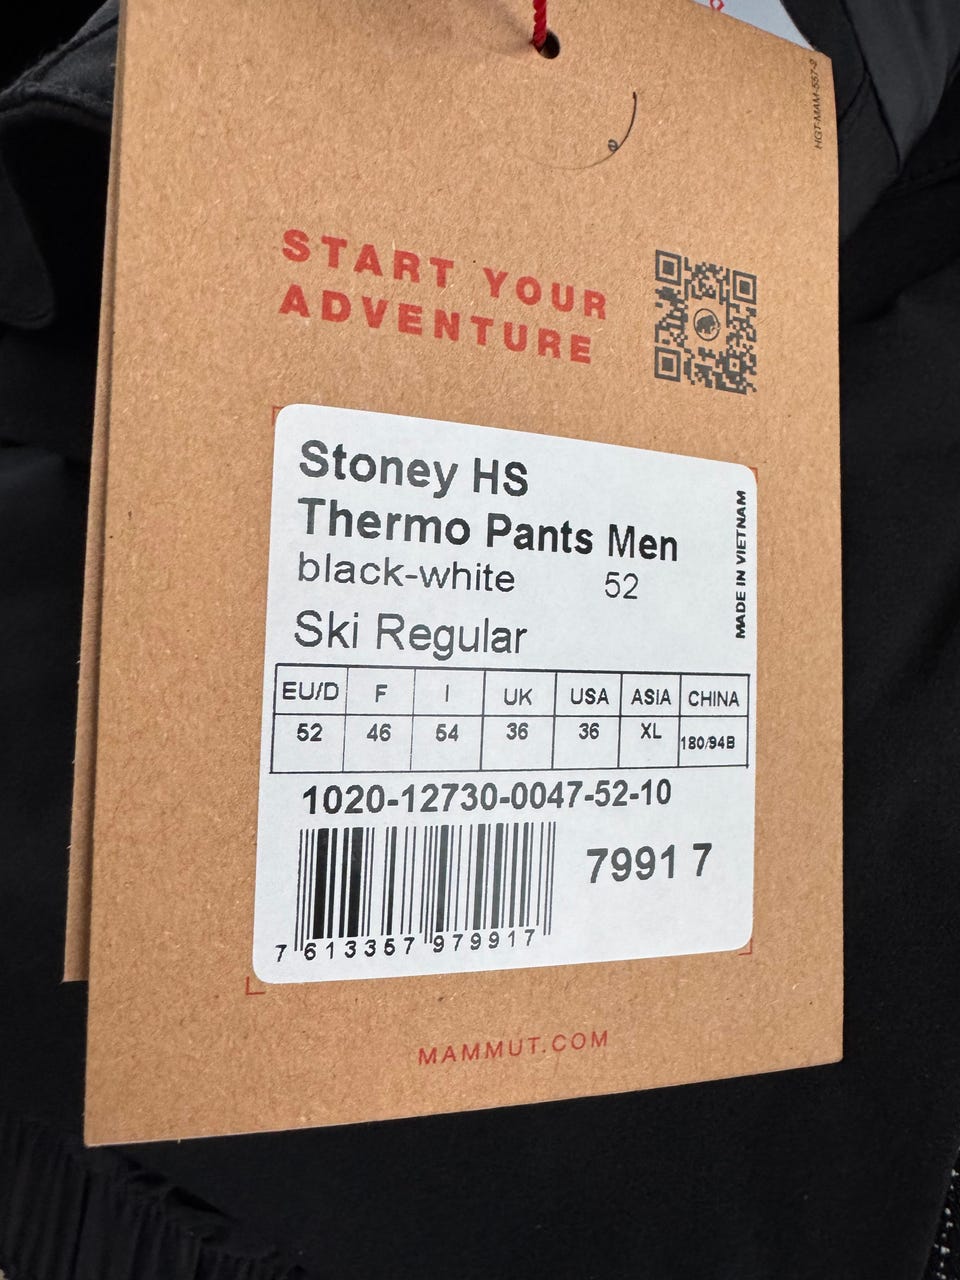 HGT-MAM-557-2
START YOUR
ADVENTURE
Stoney HS
Thermo Pants Men
black-white 52
Ski Regular
MADE IN VIETNAM
EU/D F I UK USA ASIA CHINA
52 46 54 36 36 XL 180/94B
1020-12730-0047-52-10
7991 7
7 613357 979917
MAMMUT.COM